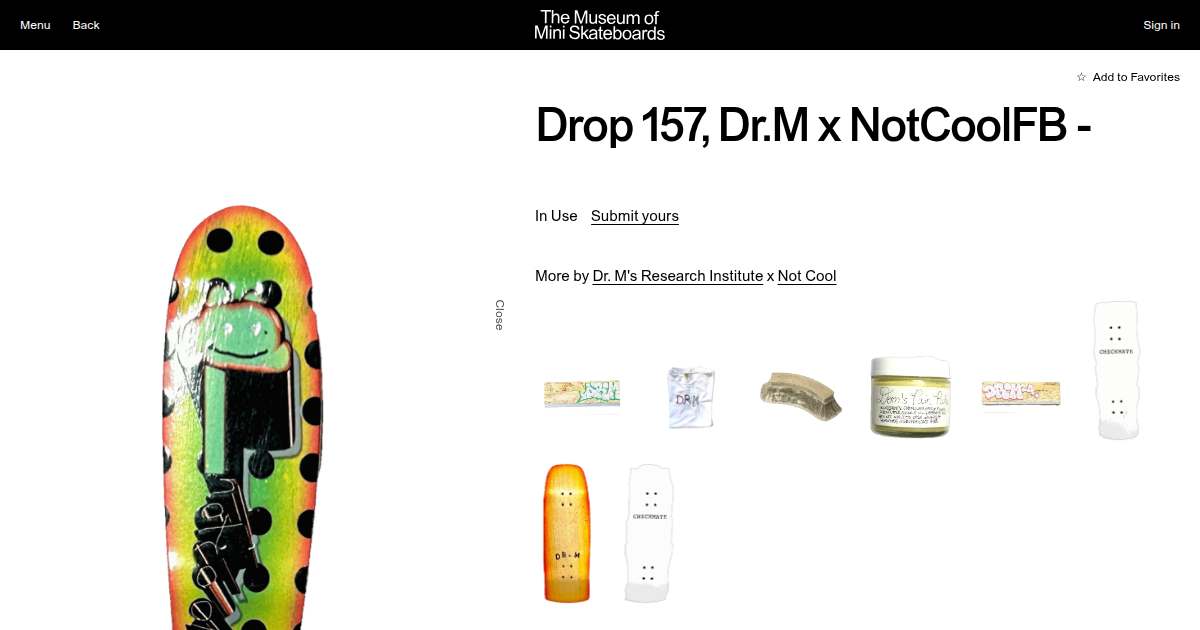 Menu
Back
The Museum of
Mini Skateboards
Sign in
☆ Add to Favorites
Drop 157, Dr.M x NotCoolFB -
In Use
Submit yours
More by Dr. M's Research Institute x Not Cool
Close
CHECKMATE
DR.M
DR.M
CHECKMATE